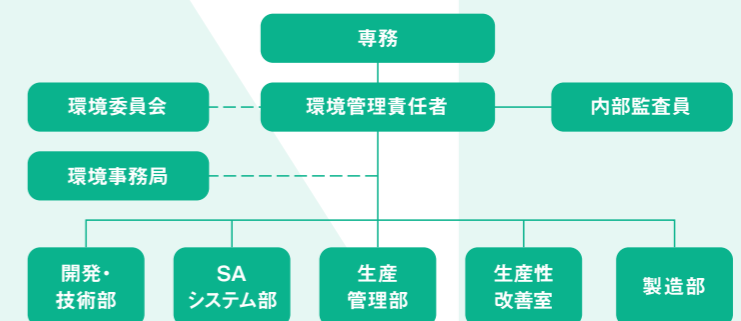 専務
環境委員会
環境管理責任者
内部監査員
環境事務局
開発・
技術部
SA
システム部
生産
管理部
生産性
改善室
製造部